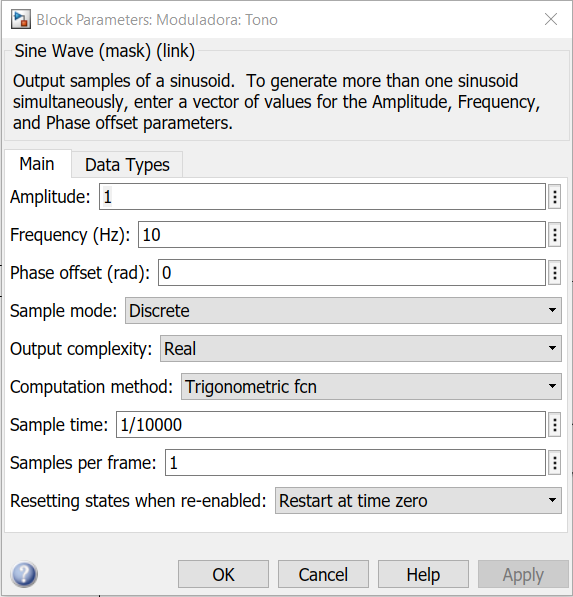 Block Parameters: Moduladora: Tono
Sine Wave (mask) (link)
Output samples of a sinusoid.  To generate more than one sinusoid
simultaneously, enter a vector of values for the Amplitude, Frequency,
and Phase offset parameters.
Main Data Types
Amplitude: 1
Frequency (Hz): 10
Phase offset (rad): 0
Sample mode: Discrete
Output complexity: Real
Computation method: Trigonometric fcn
Sample time: 1/10000
Samples per frame: 1
Resetting states when re-enabled: Restart at time zero
? OK Cancel Help Apply